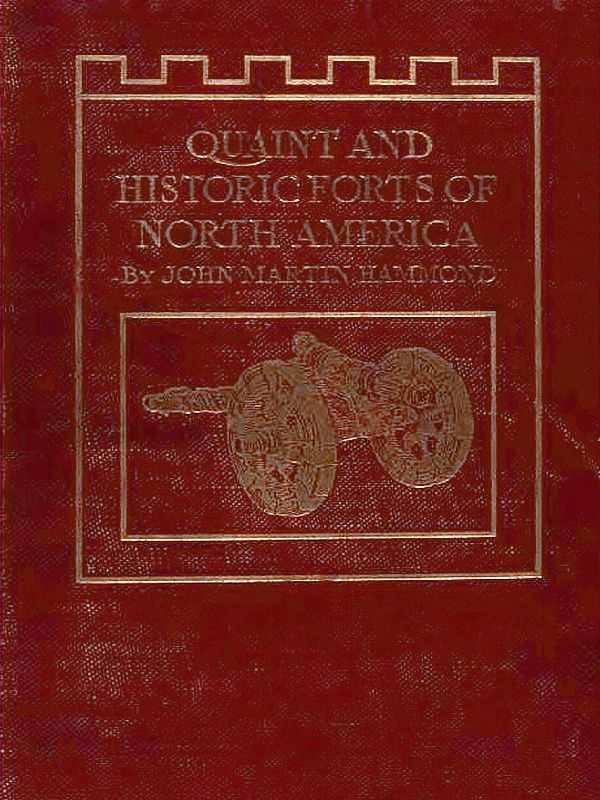 QUAINT AND
HISTORIC FORTS OF
NORTH AMERICA
BY JOHN MARTIN HAMMOND